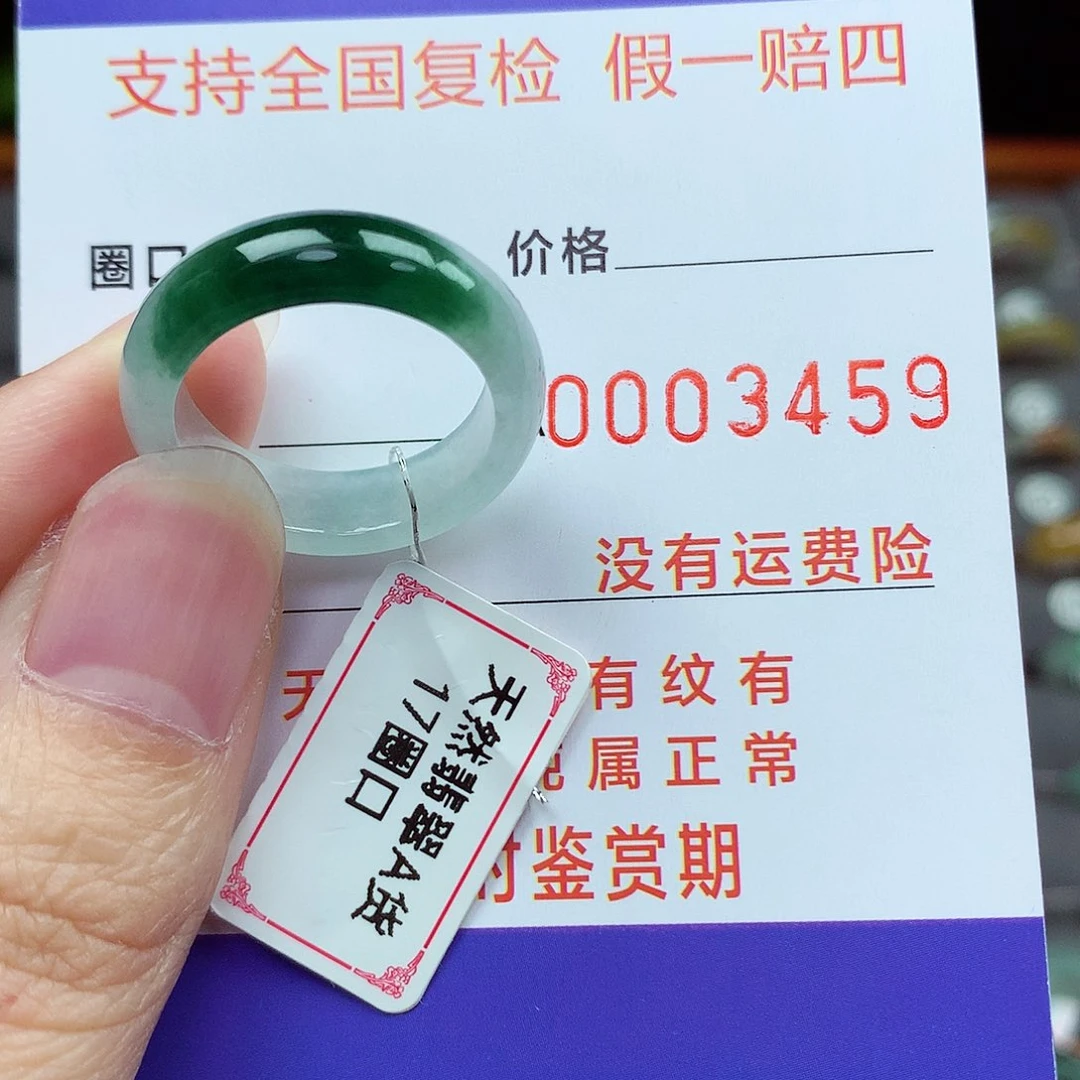 支持全国复检 假一赔四
圈口 价格
0003459
没有运费险
天 有纹有
属正常
时鉴赏期
天然翡翠A货
17圈口